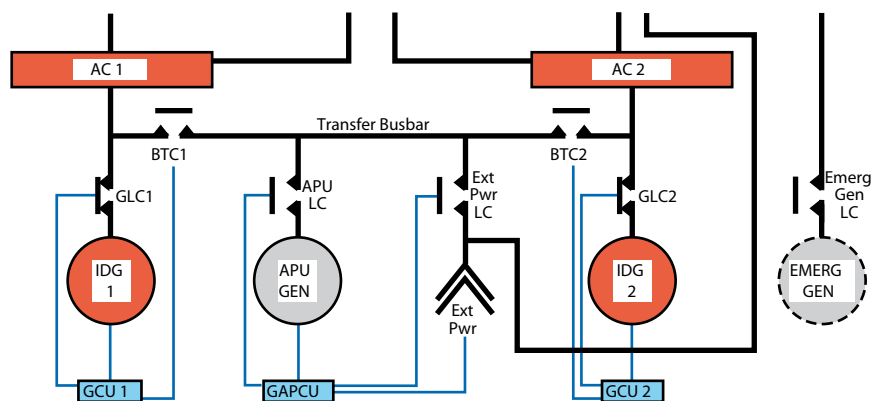 AC 1
AC 2
Transfer Busbar
BTC1
BTC2
GLC1
APU
LC
Ext
Pwr
LC
GLC2
Emerg
Gen
LC
IDG
1
APU
GEN
IDG
2
EMERG
GEN
Ext
Pwr
GCU 1
GAPCU
GCU 2